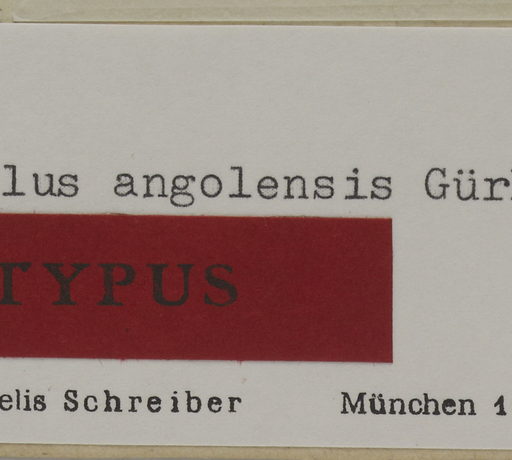 lus angolensis Gür
TYPUS
elis Schreiber München 1